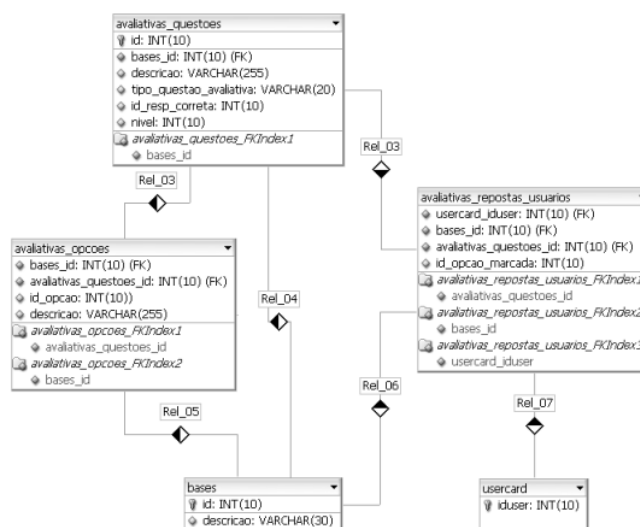 avaliativas_questoes
id: INT(10)
bases_id: INT(10) (FK)
descricao: VARCHAR(255)
tipo_questao_avaliativa: VARCHAR(20)
id_resp_correta: INT(10)
nivel: INT(10)
avaliativas_questoes_FKIndex1
bases_id
Rel_03
Rel_03
avaliativas_repostas_usuarios
usercard_iduser: INT(10) (FK)
bases_id: INT(10) (FK)
avaliativas_questoes_id: INT(10) (FK)
id_opcao_marcada: INT(10)
avaliativas_repostas_usuarios_FKIndex1
avaliativas_questoes_id
avaliativas_repostas_usuarios_FKIndex2
bases_id
avaliativas_repostas_usuarios_FKIndex3
usercard_iduser
avaliativas_opcoes
bases_id: INT(10) (FK)
avaliativas_questoes_id: INT(10) (FK)
id_opcao: INT(10))
descricao: VARCHAR(255)
avaliativas_opcoes_FKIndex1
avaliativas_questoes_id
avaliativas_opcoes_FKIndex2
bases_id
Rel_04
Rel_06
Rel_07
Rel_05
bases
id: INT(10)
descricao: VARCHAR(30)
usercard
iduser: INT(10)